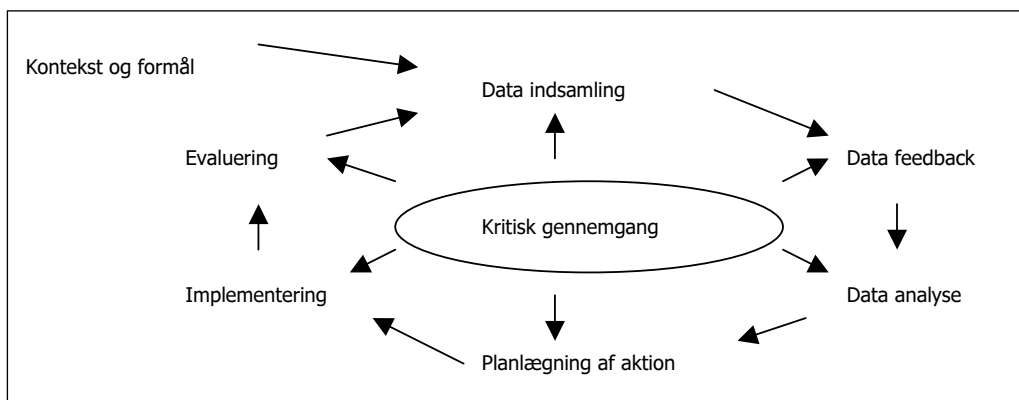 Kontekst og formål
Data indsamling
Evaluering
Data feedback
Kritisk gennemgang
Implementering
Data analyse
Planlægning af aktion